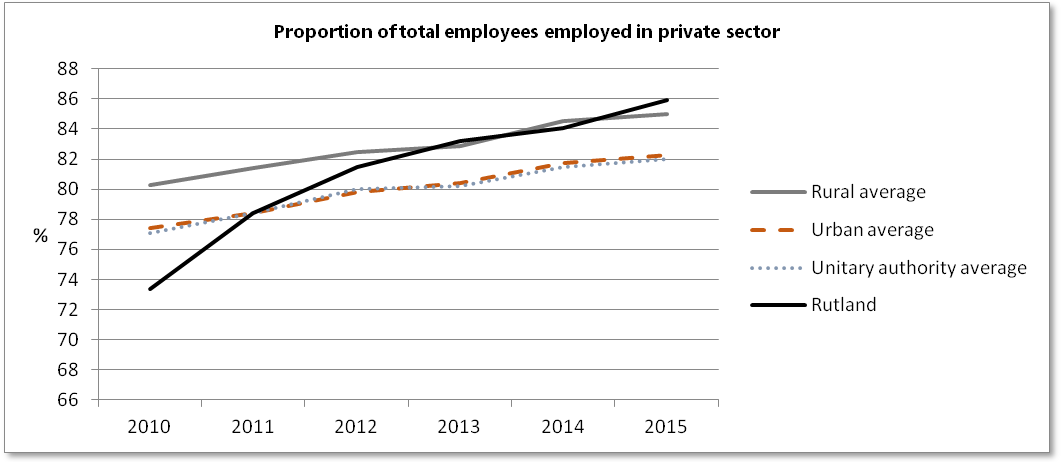 Proportion of total employees employed in private sector
88
86
84
82
80
78
76
74
72
70
68
66
%
2010 2011 2012 2013 2014 2015
Rural average
Urban average
Unitary authority average
Rutland